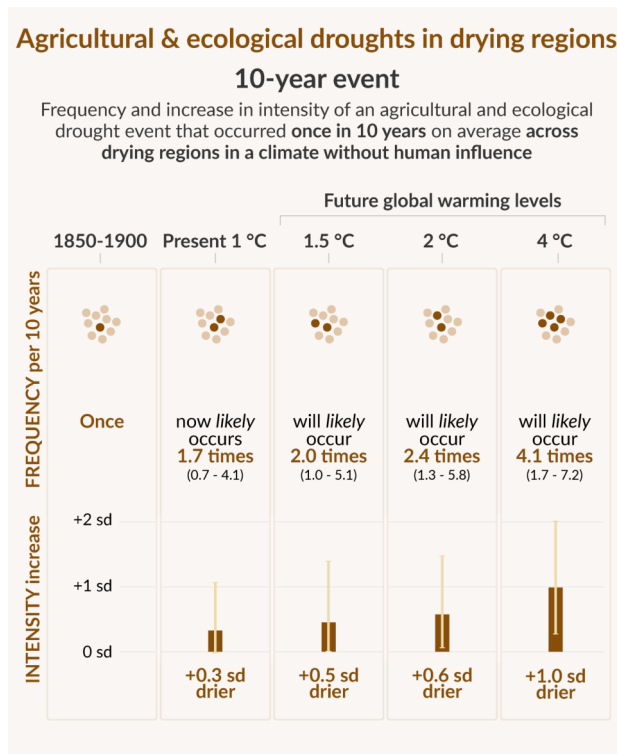 Agricultural & ecological droughts in drying regions
10-year event
Frequency and increase in intensity of an agricultural and ecological
drought event that occurred once in 10 years on average across
drying regions in a climate without human influence
Future global warming levels
1850-1900 Present 1 °C 1.5 °C 2 °C 4 °C
FREQUENCY per 10 years
Once
now likely
occurs
1.7 times
(0.7 - 4.1)
will likely
occur
2.0 times
(1.0 - 5.1)
will likely
occur
2.4 times
(1.3 - 5.8)
will likely
occur
4.1 times
(1.7 - 7.2)
INTENSITY increase
+2 sd
+1 sd
0 sd
+0.3 sd
drier
+0.5 sd
drier
+0.6 sd
drier
+1.0 sd
drier